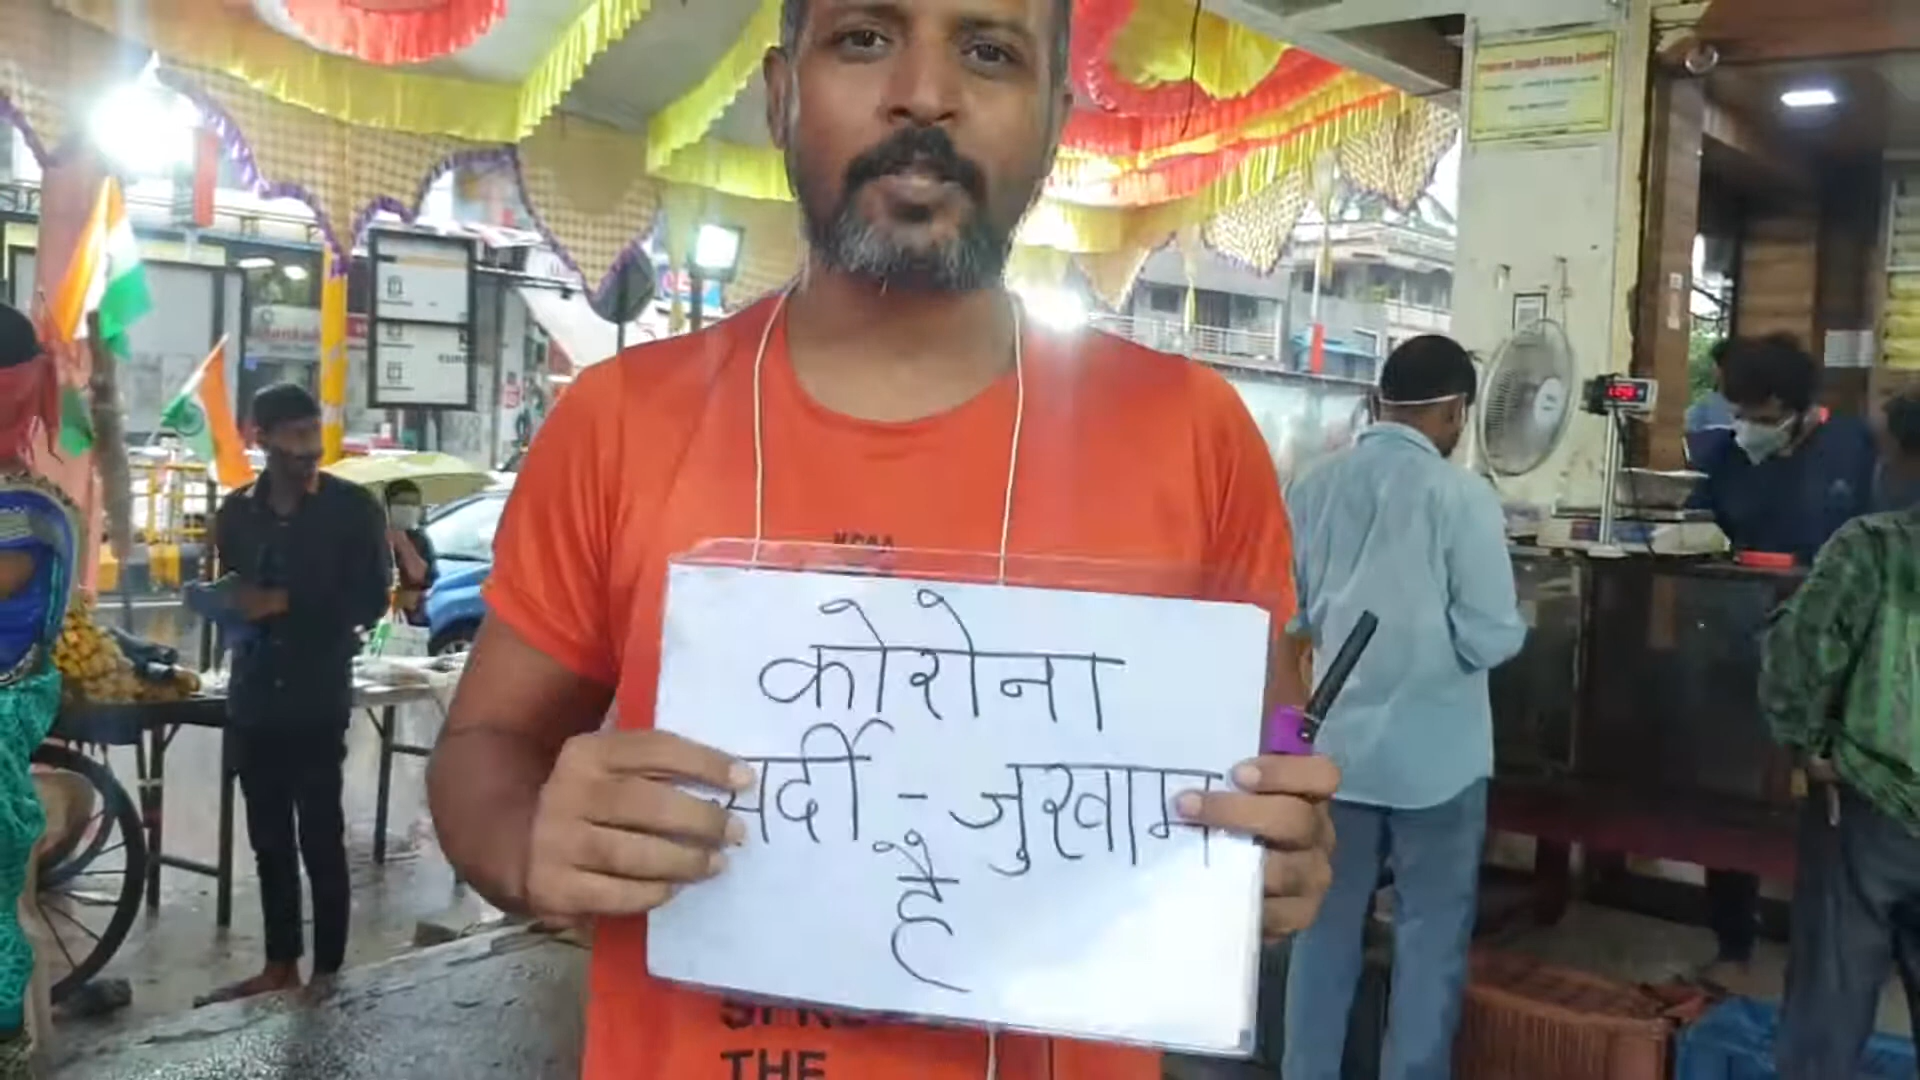 कोरोना
सर्दी - जुखाम
है
THE